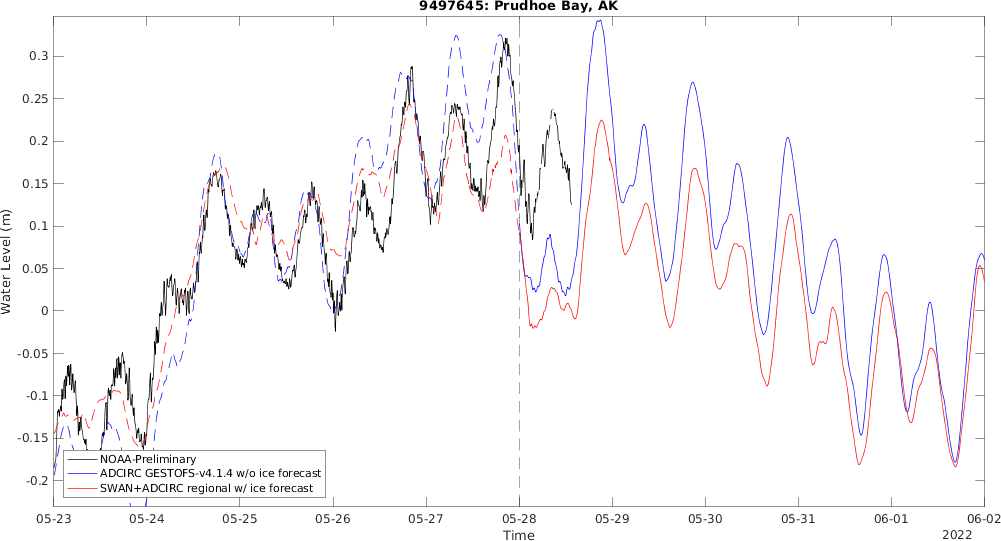 9497645: Prudhoe Bay, AK
Water Level (m)
0.3
0.25
0.2
0.15
0.1
0.05
0
-0.05
-0.1
-0.15
-0.2
NOAA-Preliminary
ADCIRC GESTOFS-v4.1.4 w/o ice forecast
SWAN+ADCIRC regional w/ ice forecast
05-23 05-24 05-25 05-26 05-27 05-28 05-29 05-30 05-31 06-01 06-02
Time
2022